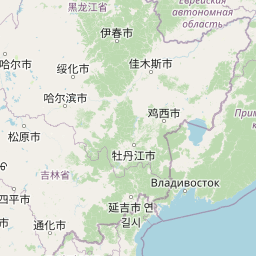 黑龙江省
Еврейская
автономная
область
伊春市
哈尔市
绥化市
佳木斯市
哈尔滨市
鸡西市
При
松原市
牡丹江市
吉林省
Владивосток
四平市
延吉市 연
길시
通化市